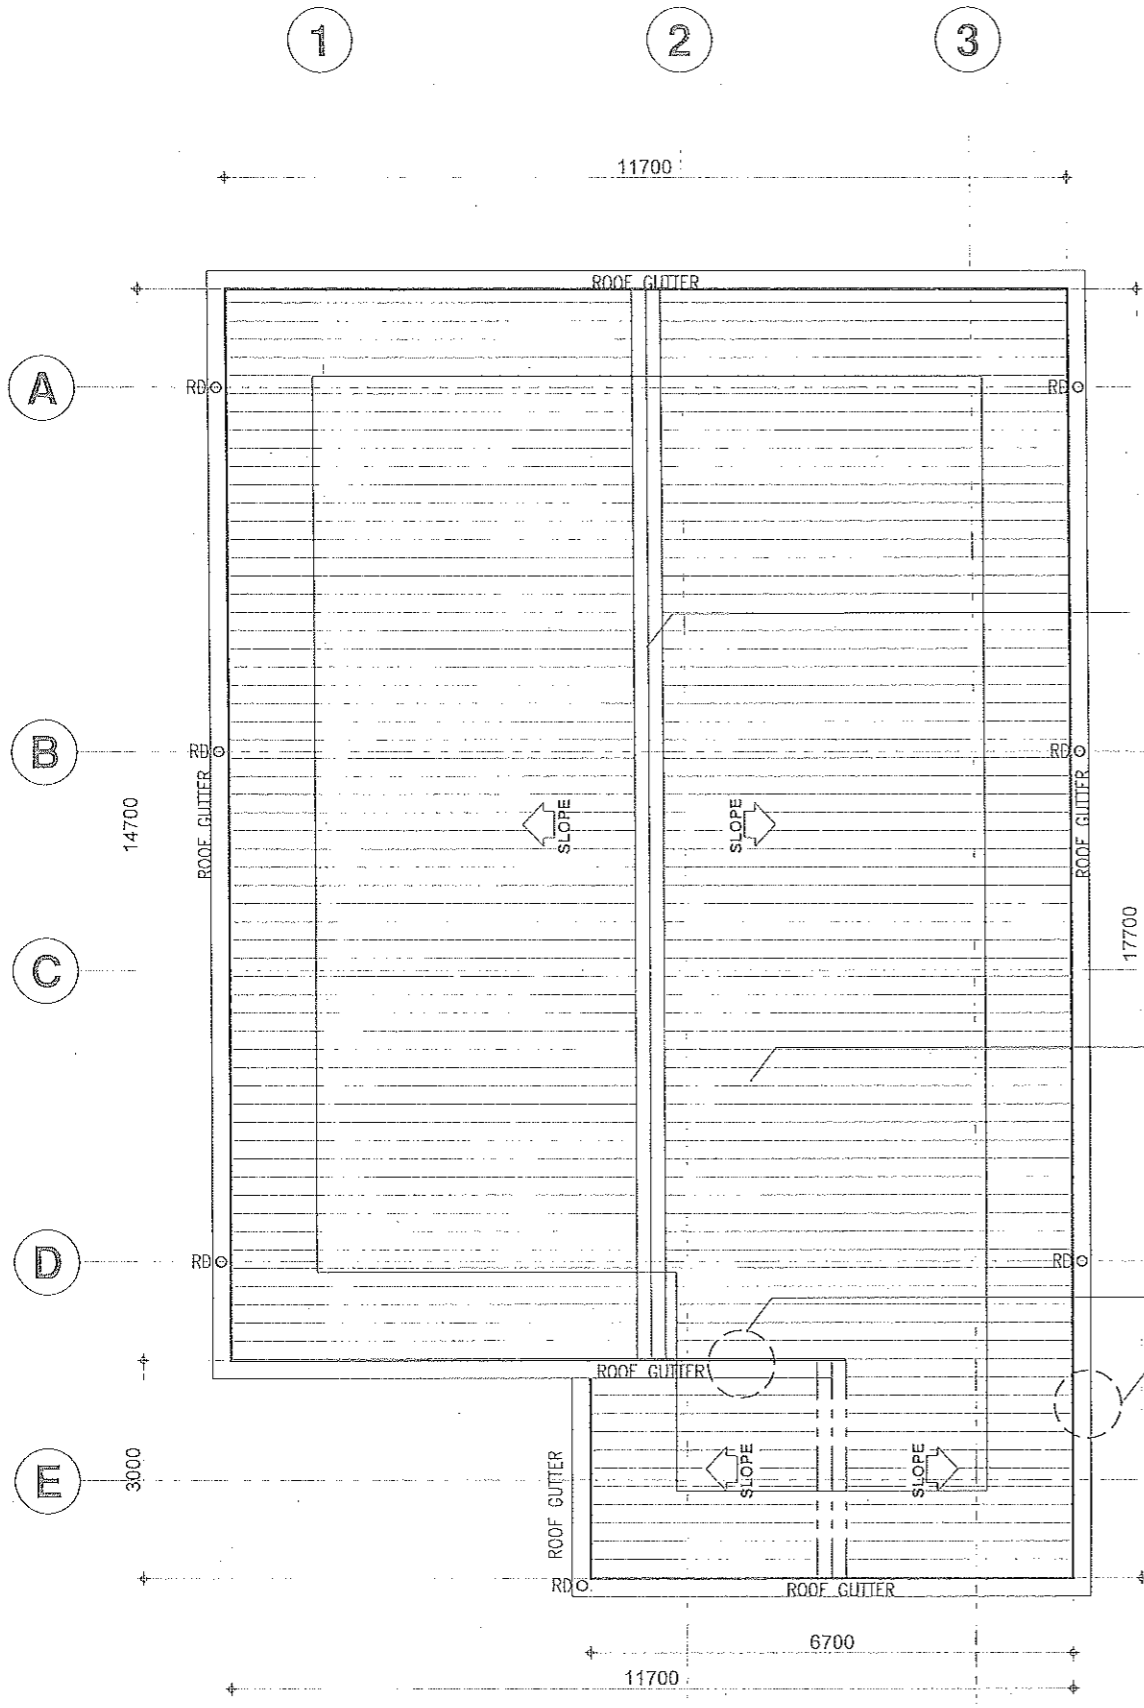 1 2 3
11700
ROOF GUTTER
A RD RD
B RD RD
ROOF GUTTER
ROOF GUTTER
14700
SLOPE
SLOPE
17700
C
D RD RD
ROOF GUTTER
3000
E
ROOF GUTTER
SLOPE
SLOPE
RD
ROOF GUTTER
6700
11700